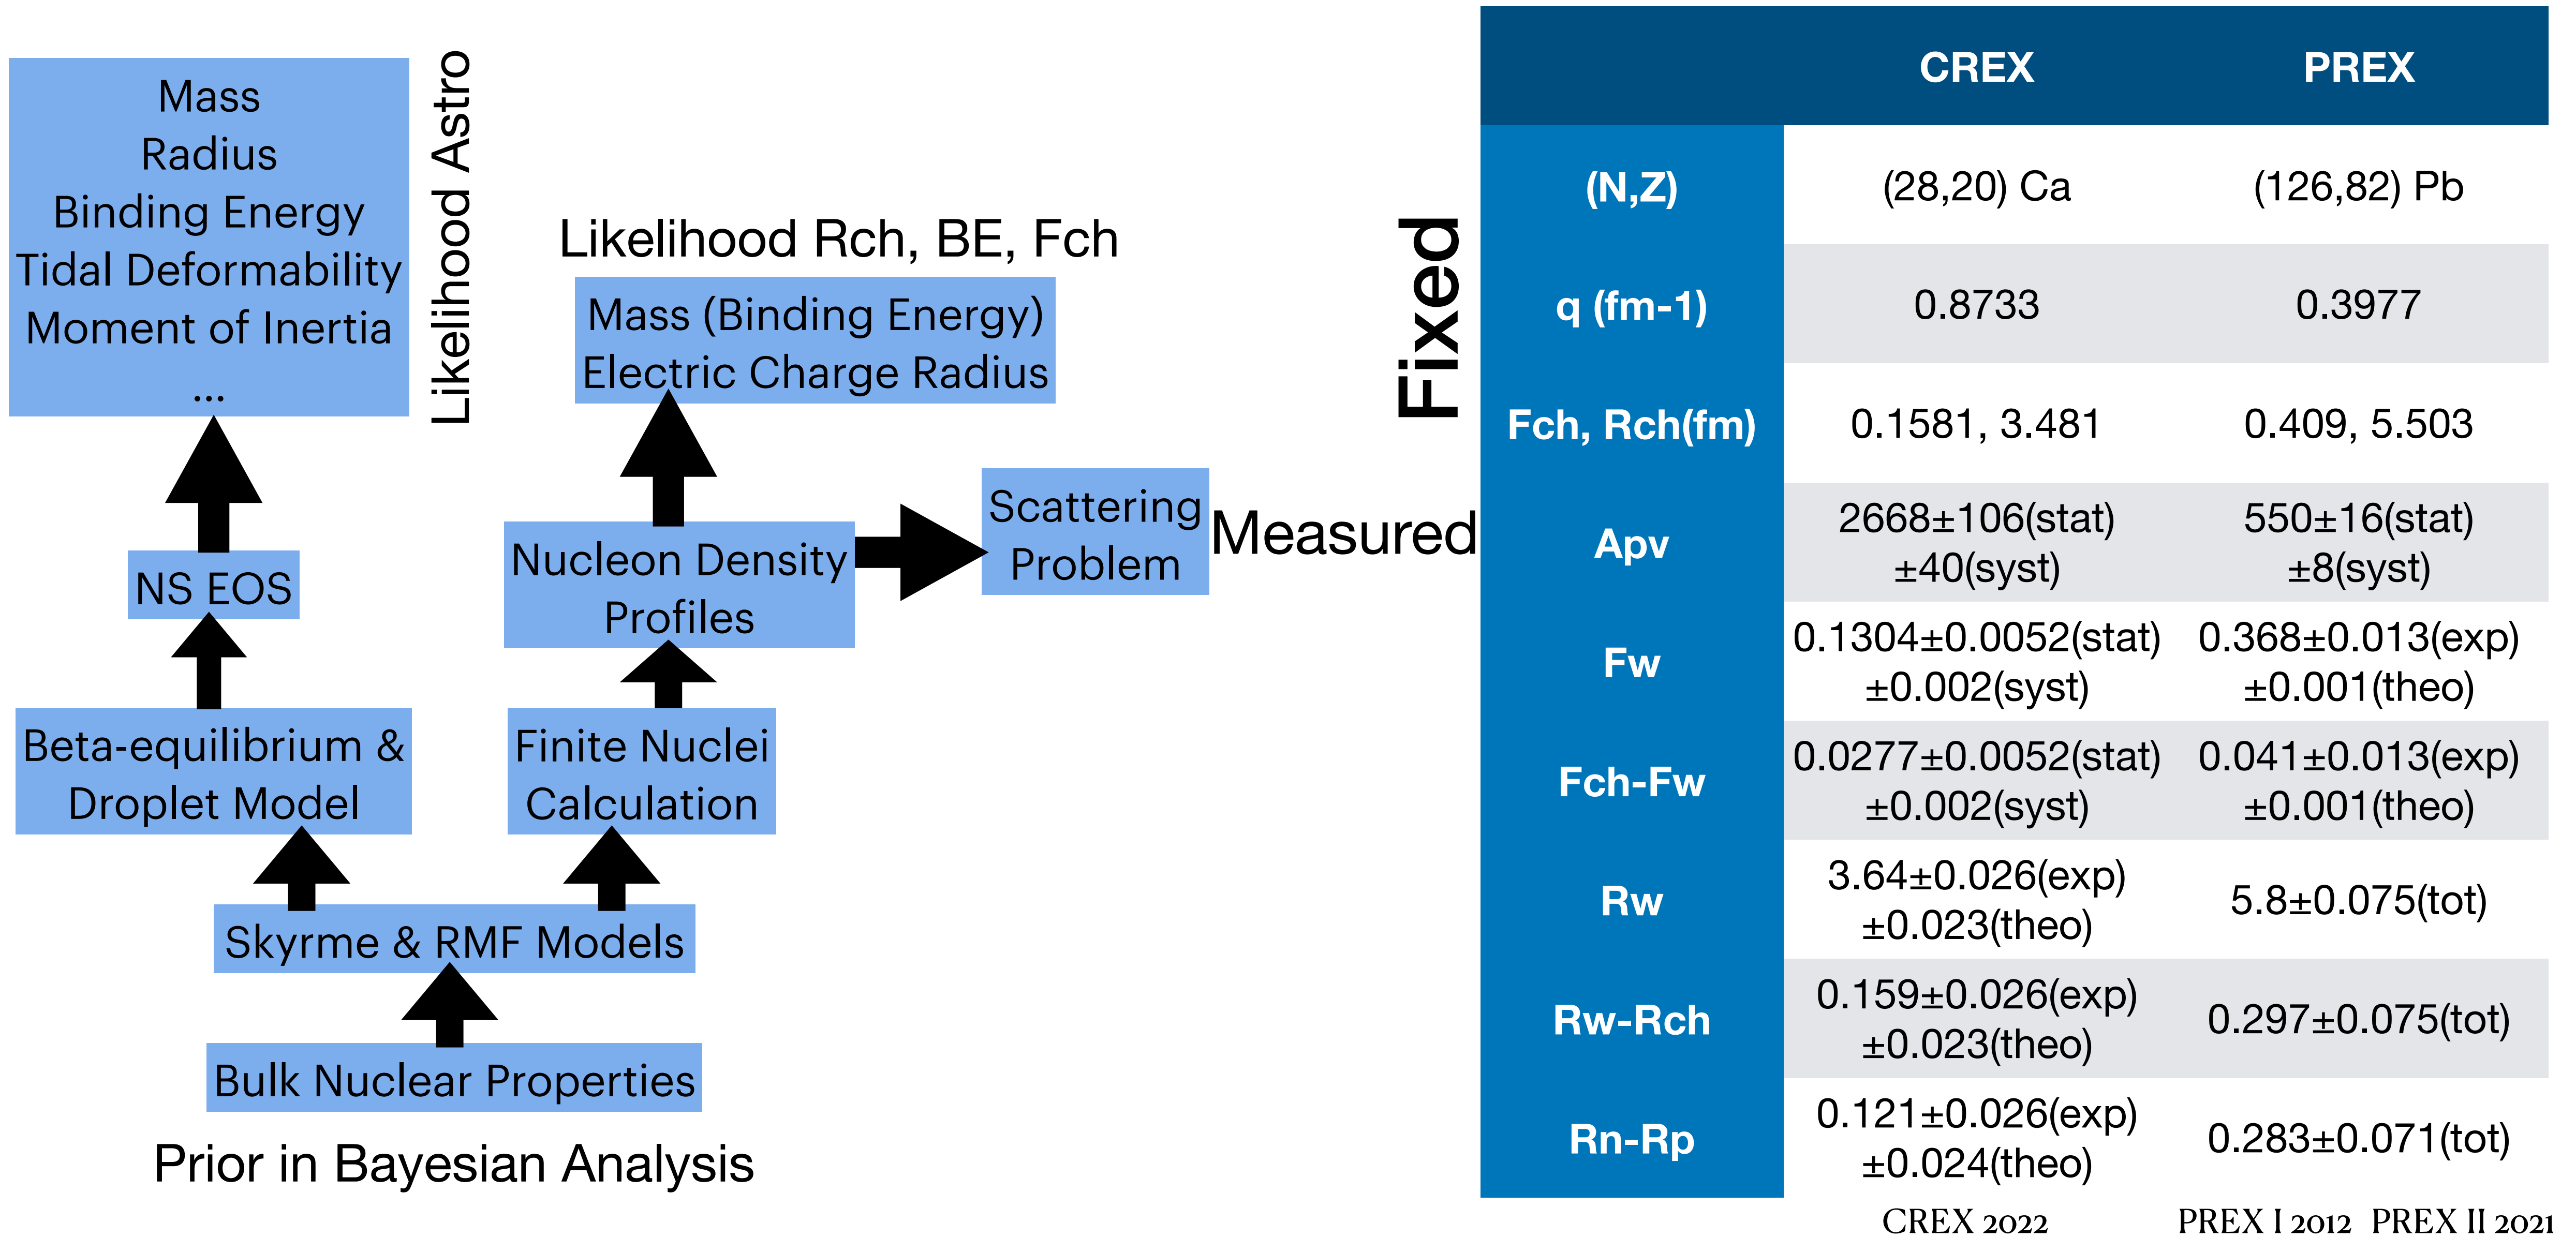 Mass
Radius
Binding Energy
Tidal Deformability
Moment of Inertia
...
Likelihood Astro
NS EOS
Beta-equilibrium &
Droplet Model
Likelihood Rch, BE, Fch
Mass (Binding Energy)
Electric Charge Radius
Nucleon Density
Profiles
Scattering
Problem
Finite Nuclei
Calculation
Skyrme & RMF Models
Bulk Nuclear Properties
Prior in Bayesian Analysis
Fixed
Measured
CREX PREX
(N,Z) (28,20) Ca (126,82) Pb
q (fm-1) 0.8733 0.3977
Fch, Rch(fm) 0.1581, 3.481 0.409, 5.503
Apv
2668±106(stat)
±40(syst)
550±16(stat)
±8(syst)
Fw
0.1304±0.0052(stat)
±0.002(syst)
0.368±0.013(exp)
±0.001(theo)
Fch-Fw
0.0277±0.0052(stat)
±0.002(syst)
0.041±0.013(exp)
±0.001(theo)
Rw
3.64±0.026(exp)
±0.023(theo)
5.8±0.075(tot)
Rw-Rch
0.159±0.026(exp)
±0.023(theo)
0.297±0.075(tot)
Rn-Rp
0.121±0.026(exp)
±0.024(theo)
0.283±0.071(tot)
CREX 2022
PREX I 2012 PREX II 2021